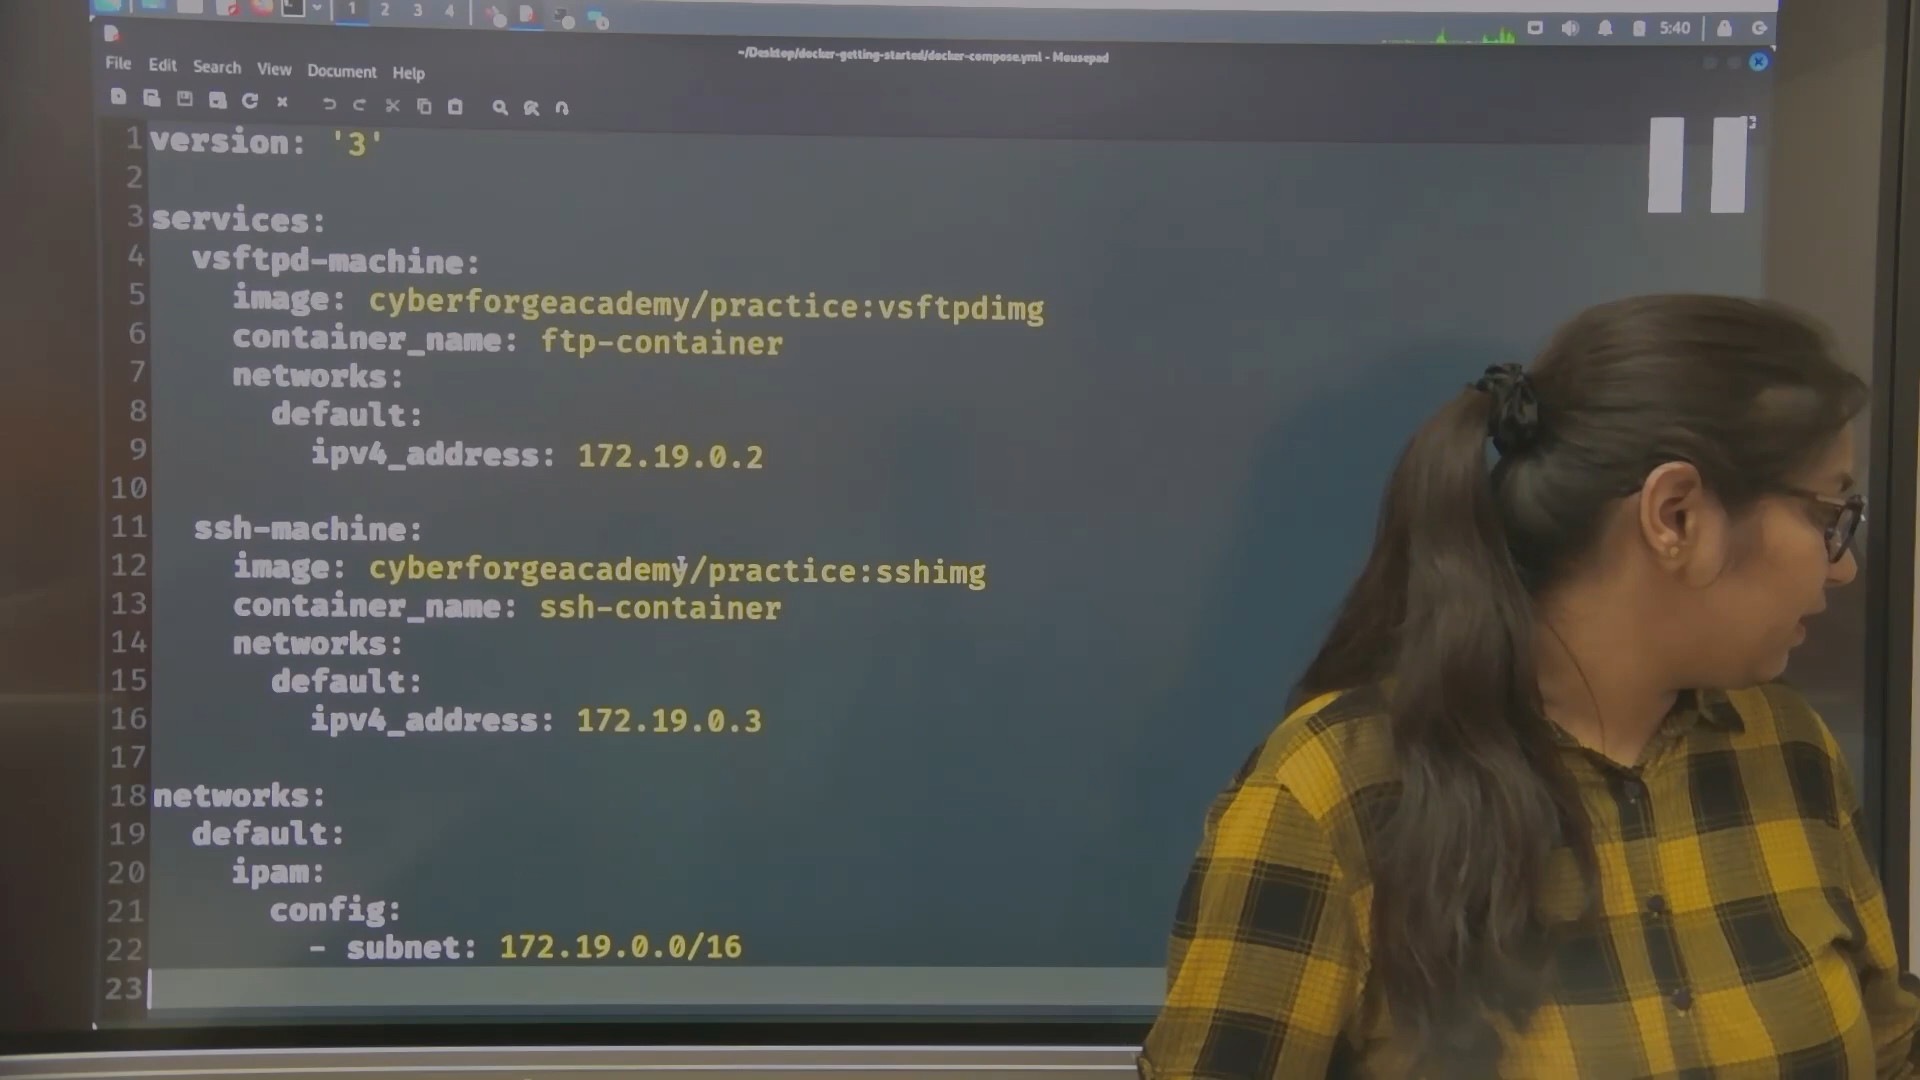 1 2 3 4
5:40
~/Desktop/docker-getting-started/docker-compose.yml - Mousepad
File Edit Search View Document Help
1 version: '3'
2
3 services:
4   vsftpd-machine:
5     image: cyberforgeacademy/practice:vsftpdimg
6     container_name: ftp-container
7     networks:
8       default:
9         ipv4_address: 172.19.0.2
10
11   ssh-machine:
12     image: cyberforgeacademy/practice:sshimg
13     container_name: ssh-container
14     networks:
15       default:
16         ipv4_address: 172.19.0.3
17
18 networks:
19   default:
20     ipam:
21       config:
22         - subnet: 172.19.0.0/16
23